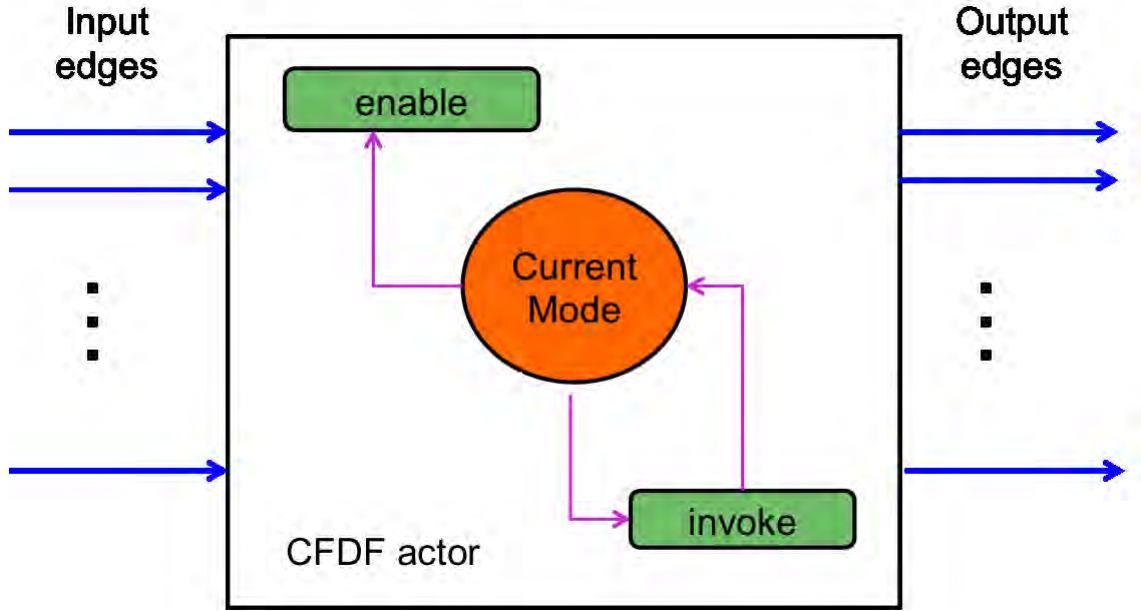 Input
edges
Output
edges
enable
Current
Mode
invoke
CFDF actor